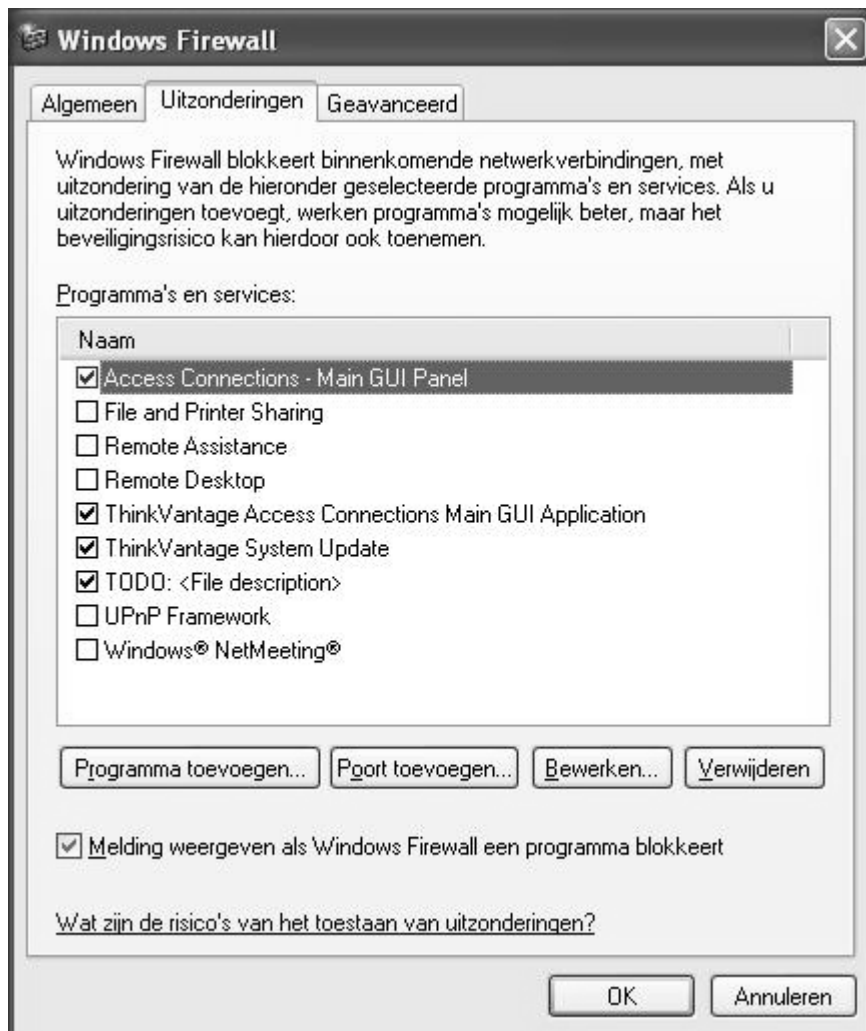 Windows Firewall
Algemeen Uitzonderingen Geavanceerd
Windows Firewall blokkeert binnenkomende netwerkverbindingen, met
uitzondering van de hieronder geselecteerde programma's en services. Als u
uitzonderingen toevoegt, werken programma's mogelijk beter, maar het
beveiligingsrisico kan hierdoor ook toenemen.
Programma's en services:
Naam
Access Connections - Main GUI Panel
File and Printer Sharing
Remote Assistance
Remote Desktop
ThinkVantage Access Connections Main GUI Application
ThinkVantage System Update
TODO: <File description>
UPnP Framework
Windows® NetMeeting®
Programma toevoegen... Poort toevoegen... Bewerken... Verwijderen
Melding weergeven als Windows Firewall een programma blokkeert
Wat zijn de risico's van het toestaan van uitzonderingen?
OK Annuleren